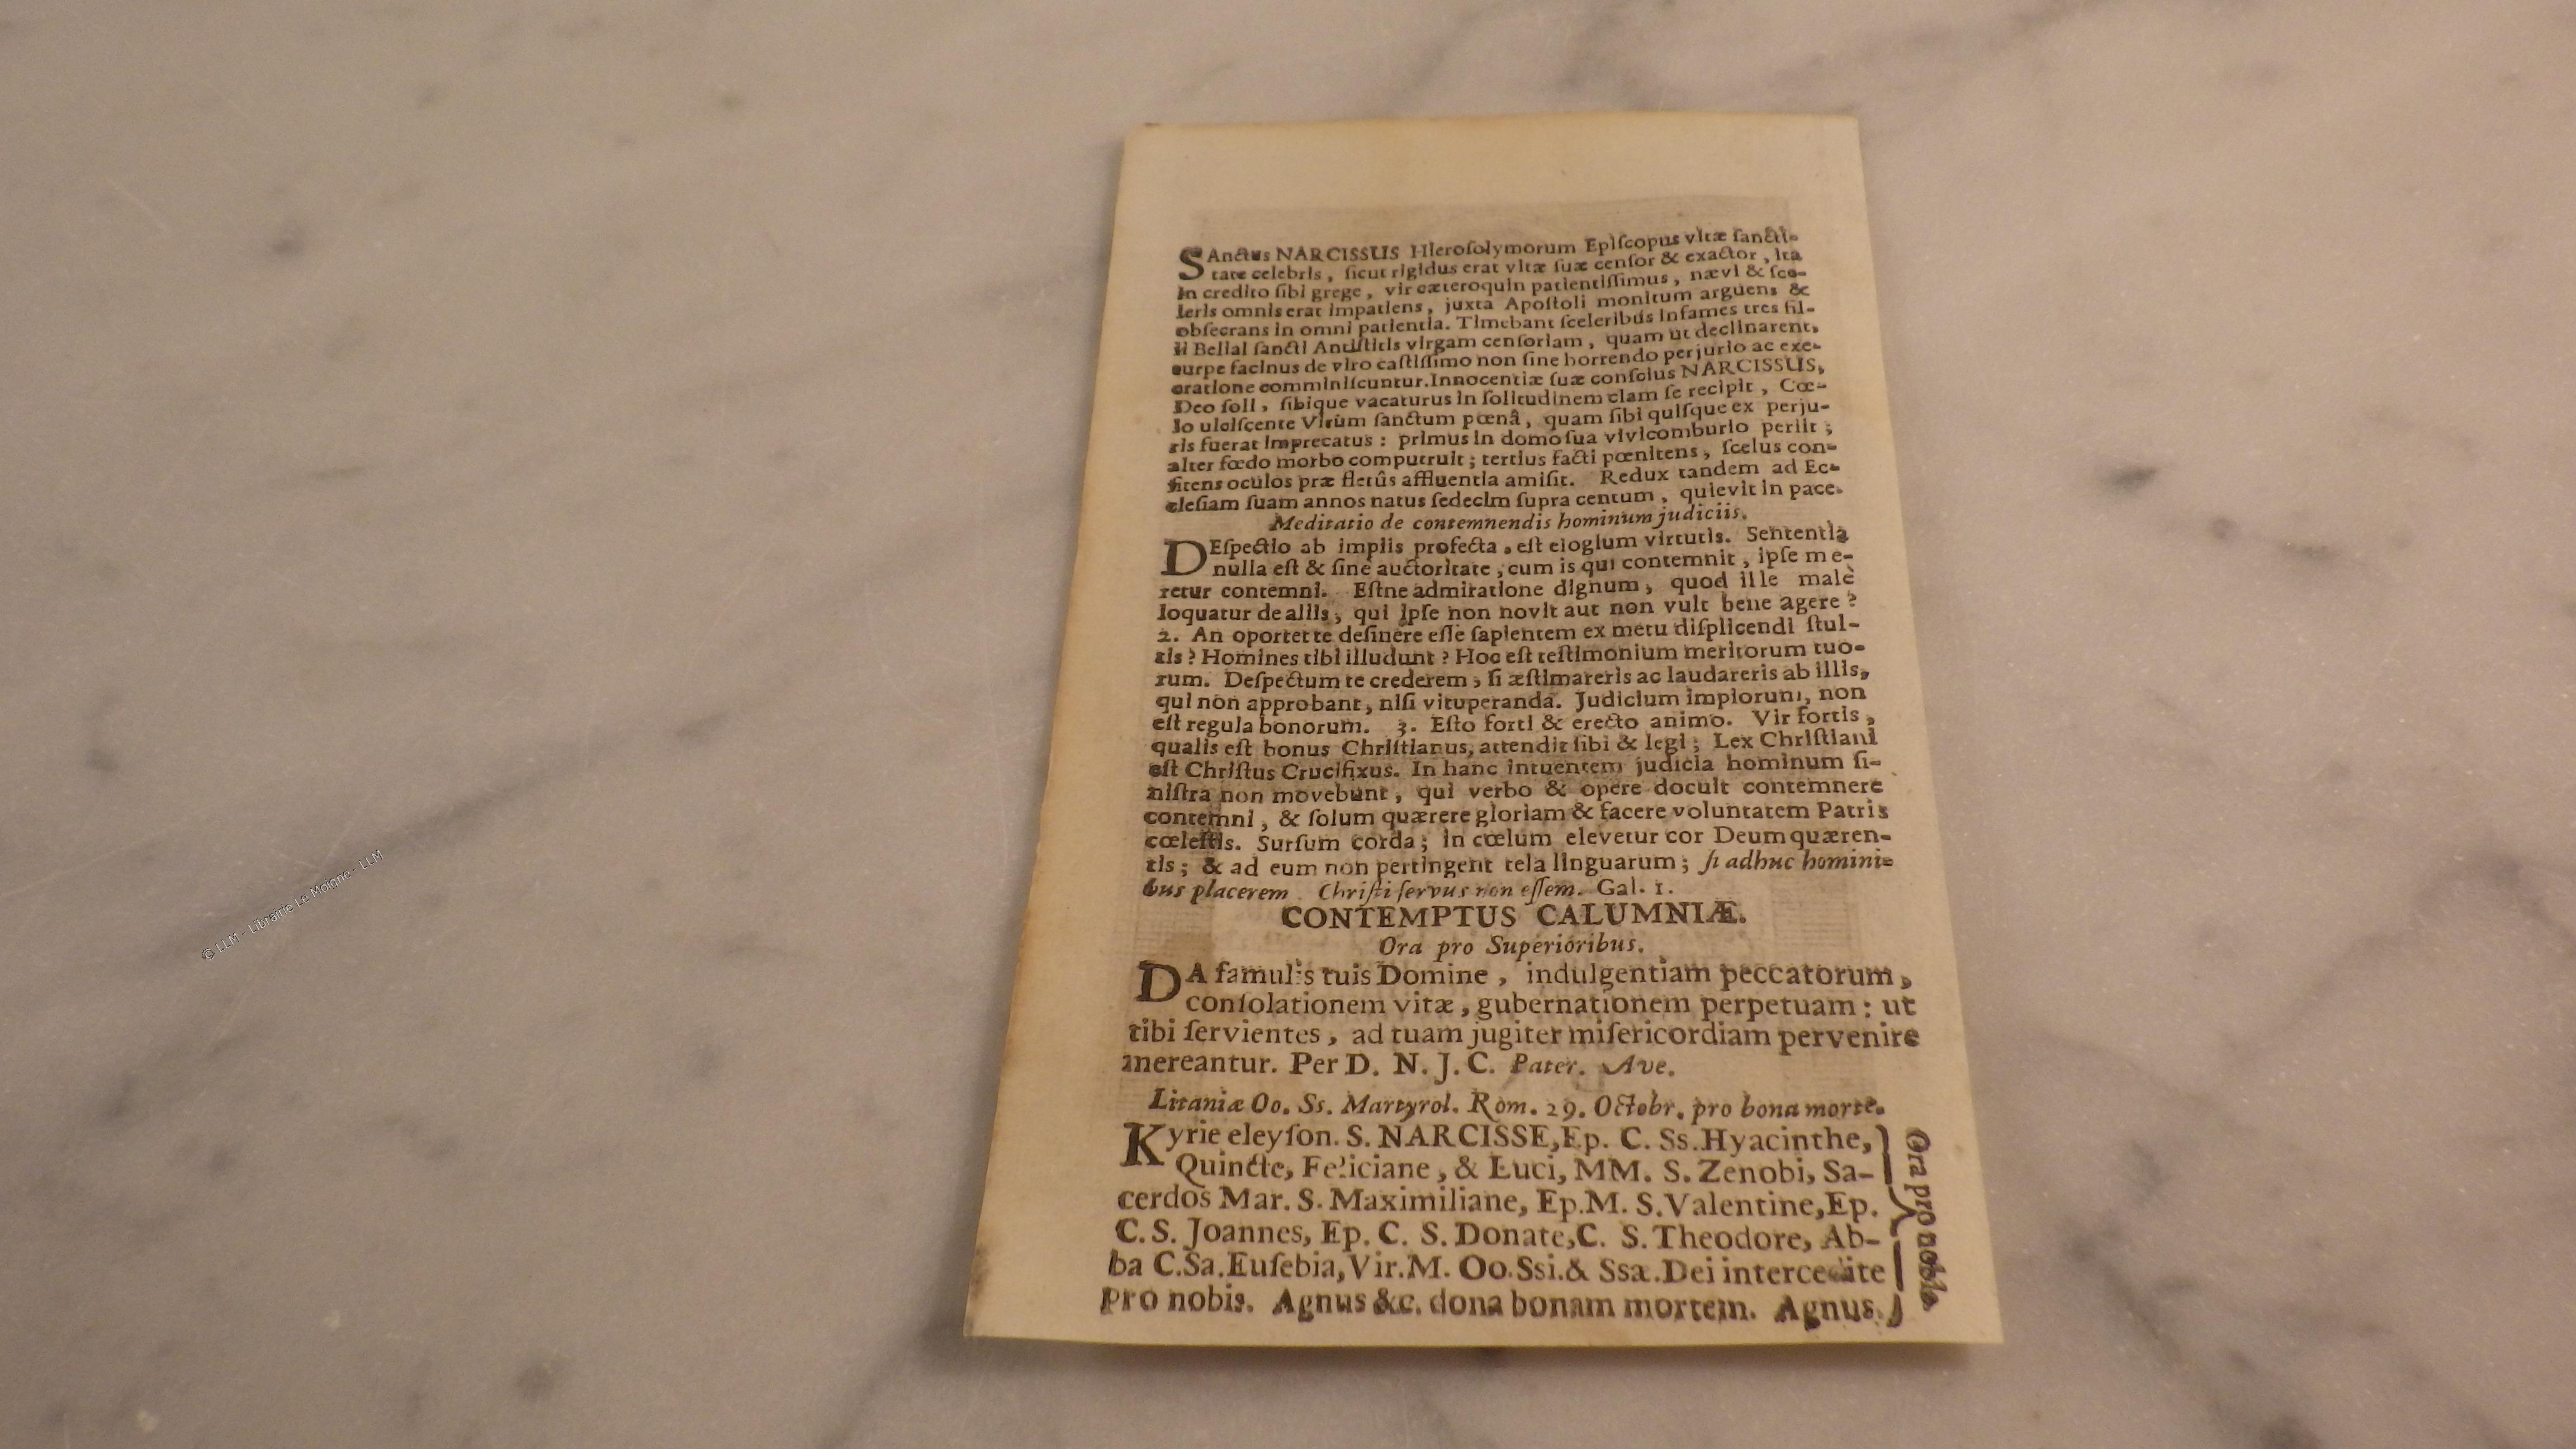 SAnctus NARCISSUS Hierosolymorum Episcopus vitæ sancti-
tate celebris, sicut rigidus erat vitæ suæ censor & exactor, ita
in credito sibi grege, vir cæteroquin patientissimus, nævi & sce-
leris omnis erat impatiens, juxta Apostoli monitum arguens &
obsecrans in omni patientia. Timebant sceleribus infames tres fil-
ii Belial sancti Antistitis virgam censoriam, quam ut declinarent,
turpe facinus de viro castissimo non sine horrendo perjurio ac exe-
cratione comminiscuntur. Innocentiæ suæ conscius NARCISSUS,
Deo soli, sibique vacaturus in solitudinem clam se recipit, Cœ-
lo ulciscente Virum sanctum pœnâ, quam sibi quisque ex perju-
ris fuerat imprecatus: primus in domo sua vivicomburio periit;
alter fœdo morbo computruit; tertius facti pœnitens, scelus con-
fitens oculos præ fletûs affluentia amisit. Redux tandem ad Ec-
clesiam suam annos natus sedecim supra centum, quievit in pace.
Meditatio de contemnendis hominum judiciis.
DEspectio ab impiis profecta, est elogium virtutis. Sententia
nulla est & sine auctoritate, cum is qui contemnit, ipse me-
retur contemni. Estne admiratione dignum, quod ille malè
loquatur de aliis, qui ipse non novit aut non vult bene agere?
2. An oportet te desinere esse sapientem ex metu displicendi stul-
tis? Homines tibi illudunt? Hoc est testimonium meritorum tuo-
rum. Despectum te crederem, si æstimareris ac laudareris ab illis,
qui non approbant, nisi vituperanda. Judicium impiorum, non
est regula bonorum. 3. Esto forti & erecto animo. Vir fortis,
qualis est bonus Christianus, attendit sibi & legi; Lex Christiani
est Christus Crucifixus. In hanc intuentem judicia hominum si-
nistra non movebunt, qui verbo & opere docuit contemnere
contemni, & solum quærere gloriam & facere voluntatem Patris
cœlestis. Sursum corda; in cœlum elevetur cor Deum quæren-
tis; & ad eum non pertingent tela linguarum; si adhuc homini-
bus placerem Christi servus non essem. Gal. 1.
CONTEMPTUS CALUMNIÆ.
Ora pro Superioribus.
DA famulis tuis Domine, indulgentiam peccatorum,
consolationem vitæ, gubernationem perpetuam: ut
tibi servientes, ad tuam jugiter misericordiam pervenire
mereantur. Per D. N. J. C. Pater. Ave.
Litaniæ Oo. Ss. Martyrol. Rom. 29. Octobr. pro bona morte.
Kyrie eleyson. S. NARCISSE, Ep. C. Ss. Hyacinthe,
Quincte, Feliciane, & Luci, MM. S. Zenobi, Sa-
cerdos Mar. S. Maximiliane, Ep. M. S. Valentine, Ep.
C. S. Joannes, Ep. C. S. Donate, C. S. Theodore, Ab-
ba C. Sa. Eusebia, Vir. M. Oo. Ssi. & Ssæ. Dei intercedite
pro nobis. Agnus &c. dona bonam mortem. Agnus.
Ora pro nobis.
© LLM - Librairie Le Moigne - LLM